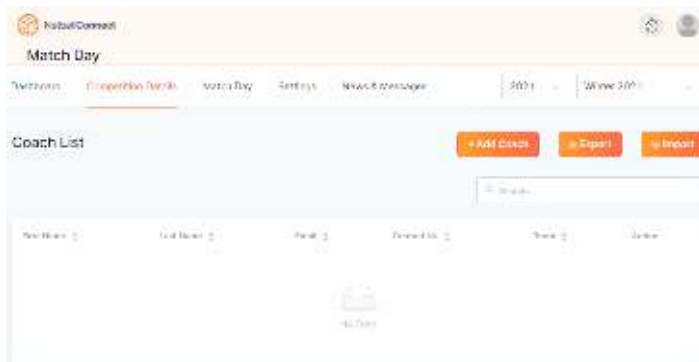 NetballConnect
Match Day
Dashboard Competition Details Match Day Settings News & Messages 2021 Winter 2021
Coach List
+ Add Coach Export Import
Search...
First Name Last Name Email Contact No. Team Action
No Data